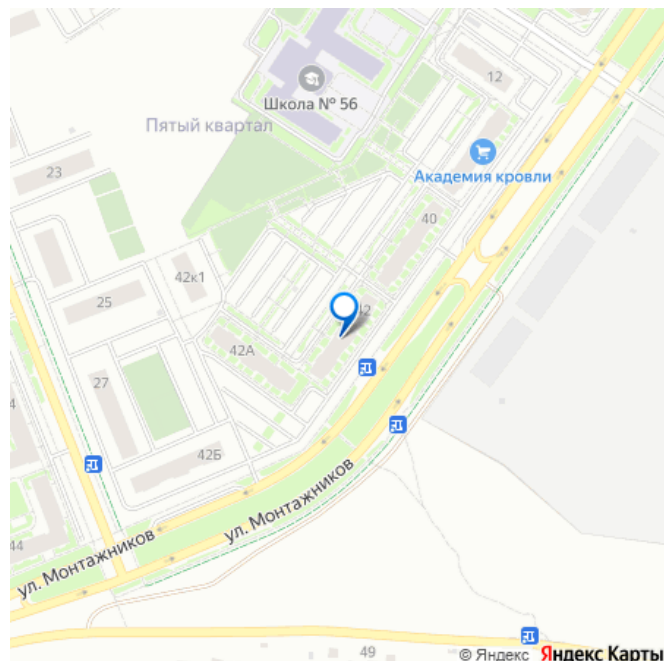 12
Школа № 56
Пятый квартал
Академия кровли
23
40
42к1
25
42
42А
27
4
42Б
ул. Монтажников
ул. Монтажников
44
49
© Яндекс Яндекс Карты